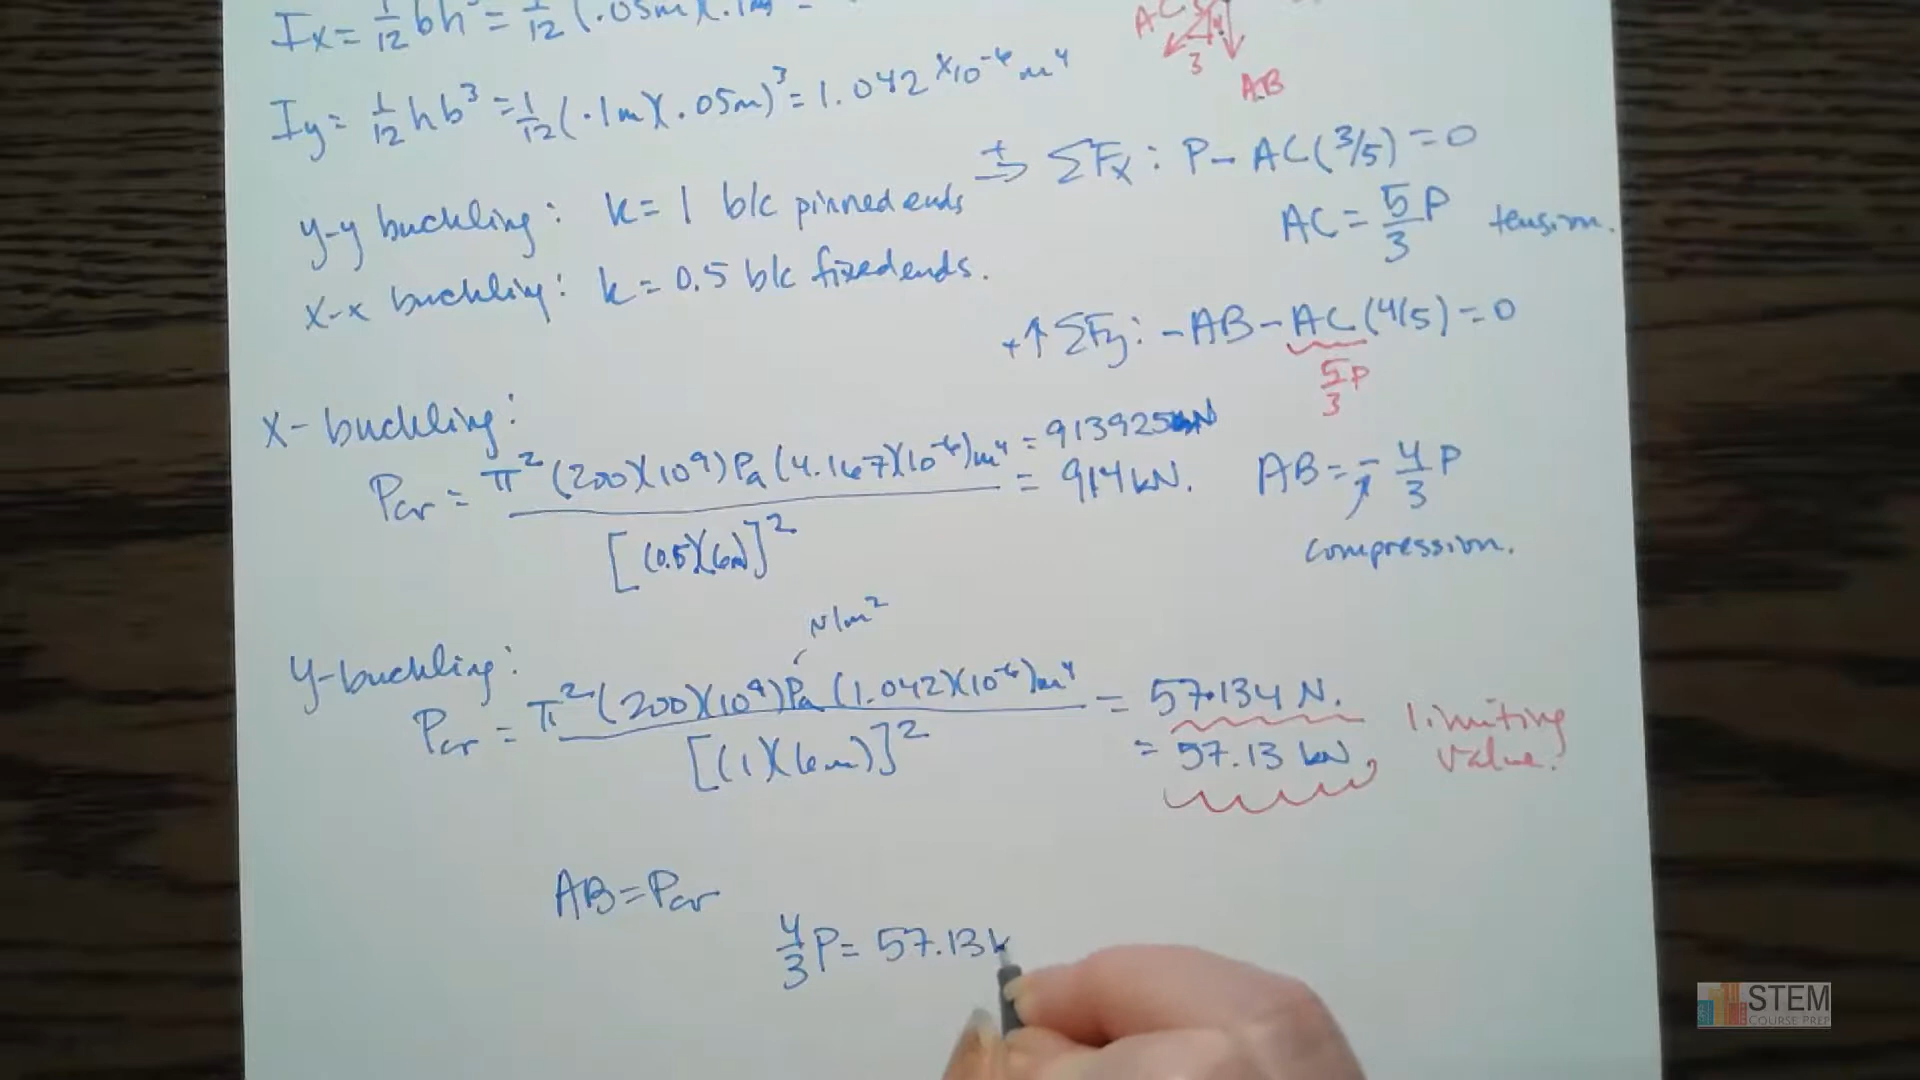 Ix = 1/12 bh = 1/12 (.05m)(.1m)
Iy = 1/12 hb³ = 1/12 (.1m)(.05m)³ = 1.042 ×10⁻⁶ m⁴
y-y buckling: k = 1 b/c pinned ends
x-x buckling: k = 0.5 b/c fixed ends.
AC
3
AB
→+ ΣFx: P - AC(3/5) = 0
AC = 5/3 P tension.
+↑ ΣFy: -AB - AC(4/5) = 0
5/3 P
AB = - 4/3 P
compression.
X-buckling:
Pcr = π²(200)(10⁹)Pa(4.167)(10⁻⁶)m⁴ / [(0.5)(6m)]² = 913925 N
= 914 kN.
N/m²
Y-buckling:
Pcr = π²(200)(10⁹)Pa(1.042)(10⁻⁶)m⁴ / [(1)(6m)]² = 57.134 N.
= 57.13 kN,
limiting
value.
AB = Pcr
4/3 P = 57.13 k
STEM
COURSE PREP